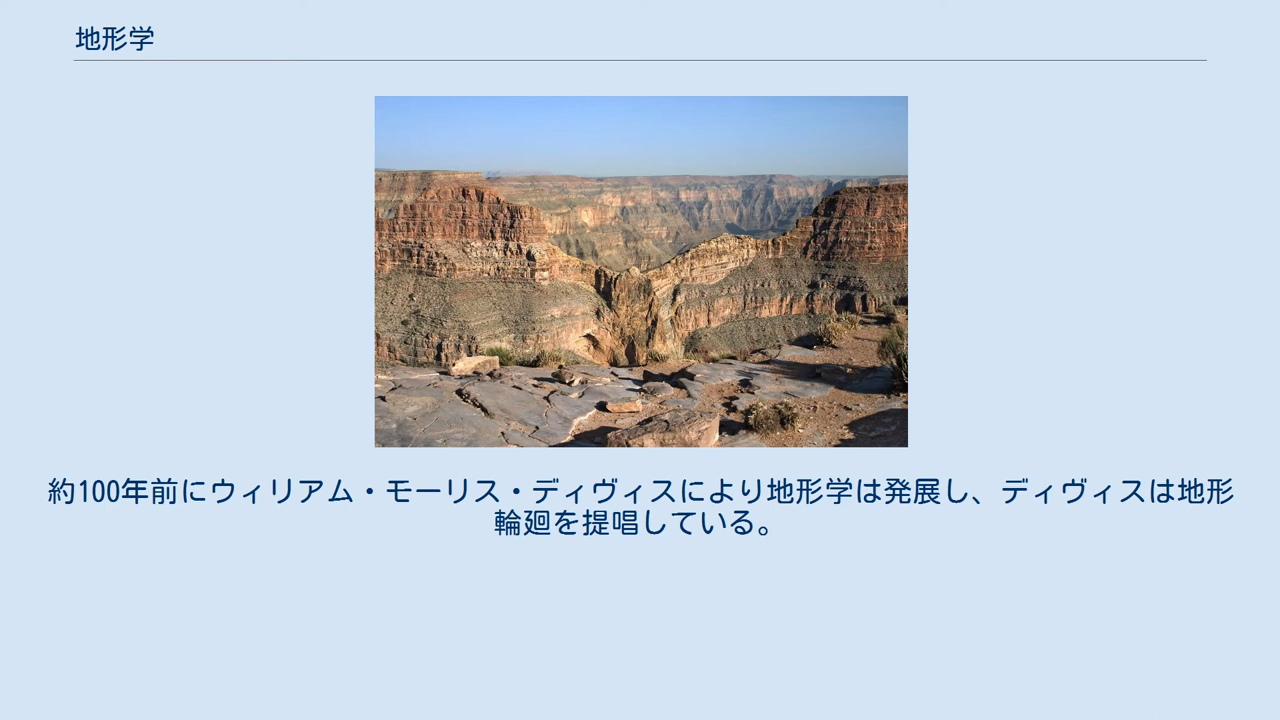 地形学
約100年前にウィリアム・モーリス・ディヴィスにより地形学は発展し、ディヴィスは地形
輪廻を提唱している。